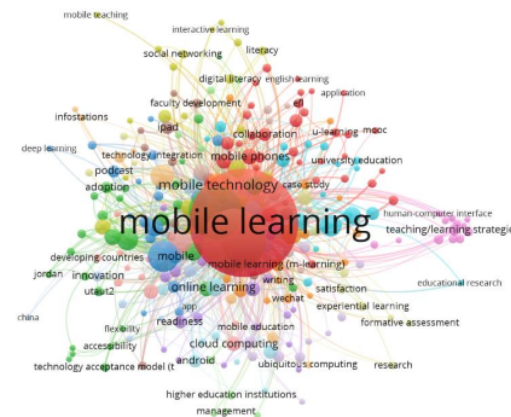 mobile teaching
interactive learning
social networking
literacy
digital literacy
english learning
application
faculty development
efl
infostations
ipad
collaboration
u-learning
mooc
deep learning
technology integration
mobile phones
university education
podcast
adoption
mobile technology
case study
mobile learning
human-computer interface
teaching/learning strategie
developing countries
mobile
mobile learning (m-learning)
jordan
innovation
writing
educational research
utaut2
online learning
satisfaction
wechat
app
experiential learning
china
readiness
formative assessment
flexibility
mobile education
accessibility
cloud computing
technology acceptance model (t
android
ubiquitous computing
research
higher education institutions
management